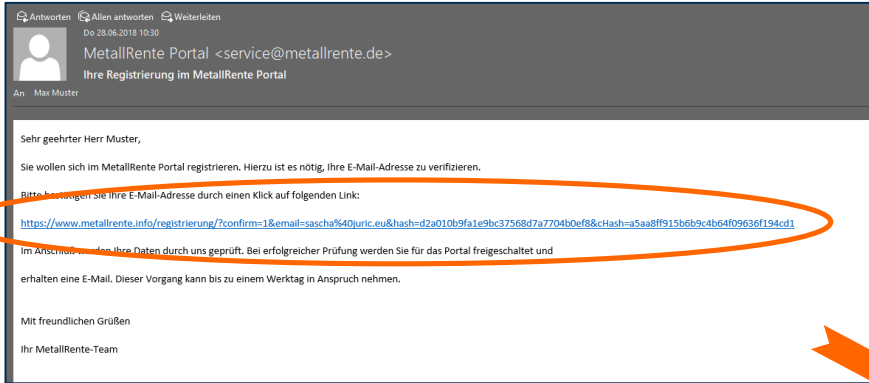 Antworten Allen antworten Weiterleiten
Do 28.06.2018 10:30
MetallRente Portal <service@metallrente.de>
Ihre Registrierung im MetallRente Portal
An Max Muster
Sehr geehrter Herr Muster,
Sie wollen sich im MetallRente Portal registrieren. Hierzu ist es nötig, Ihre E-Mail-Adresse zu verifizieren.
Bitte bestätigen Sie Ihre E-Mail-Adresse durch einen Klick auf folgenden Link:
https://www.metallrente.info/registrierung/?confirm=1&email=sascha%40juric.eu&hash=d2a010b9fa1e9bc37568d7a7704b0ef8&cHash=a5aa8ff915b6b9c4b64f09636f194cd1
Im Anschluß werden Ihre Daten durch uns geprüft. Bei erfolgreicher Prüfung werden Sie für das Portal freigeschaltet und
erhalten eine E-Mail. Dieser Vorgang kann bis zu einem Werktag in Anspruch nehmen.
Mit freundlichen Grüßen
Ihr MetallRente-Team